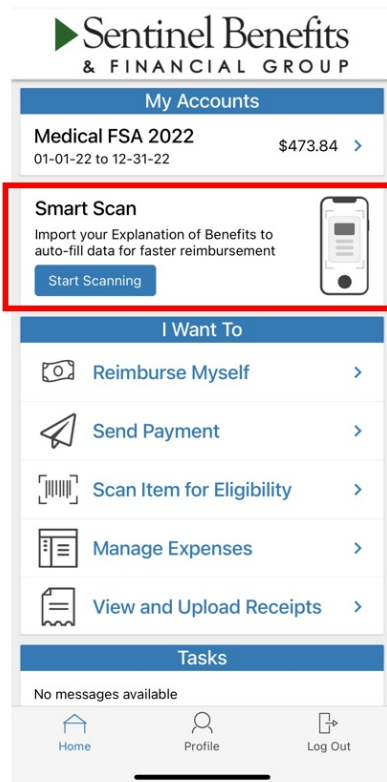 Sentinel Benefits
& FINANCIAL GROUP
My Accounts
Medical FSA 2022
01-01-22 to 12-31-22
$473.84
Smart Scan
Import your Explanation of Benefits to
auto-fill data for faster reimbursement
Start Scanning
I Want To
Reimburse Myself
Send Payment
Scan Item for Eligibility
Manage Expenses
View and Upload Receipts
Tasks
No messages available
Home
Profile
Log Out